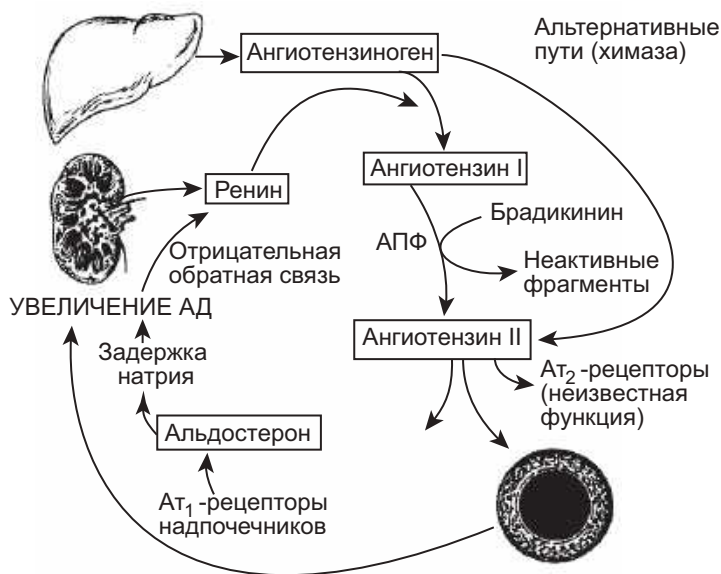 Альтернативные
пути (химаза)
Ангиотензиноген
Ангиотензин I
Ренин
Брадикинин
АПФ
Отрицательная
обратная связь
Неактивные
фрагменты
УВЕЛИЧЕНИЕ АД
Ангиотензин II
Задержка
натрия
Ат2-рецепторы
(неизвестная
функция)
Альдостерон
Ат1-рецепторы
надпочечников